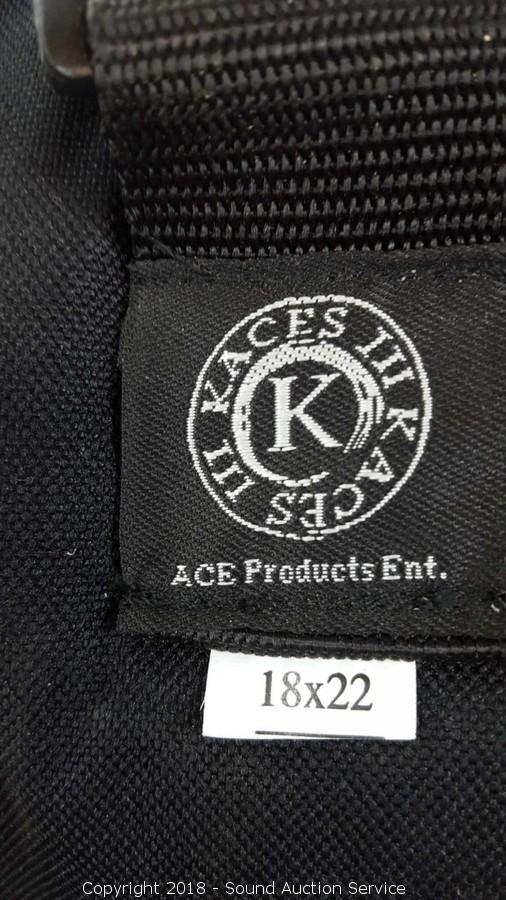 KACES III KACES III
K
ACE Products Ent.
18x22
Copyright 2018 - Sound Auction Service